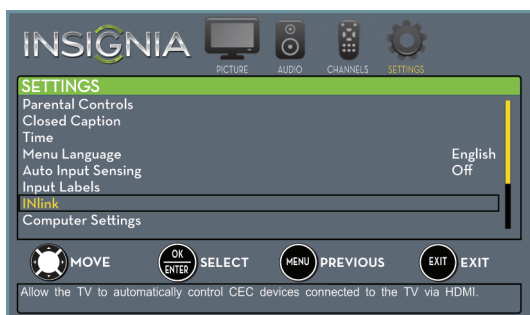 INSIGNIA
PICTURE AUDIO CHANNELS SETTINGS
SETTINGS
Parental Controls
Closed Caption
Time
Menu Language English
Auto Input Sensing Off
Input Labels
INlink
Computer Settings
MOVE OK ENTER SELECT MENU PREVIOUS EXIT EXIT
Allow the TV to automatically control CEC devices connected to the TV via HDMI.